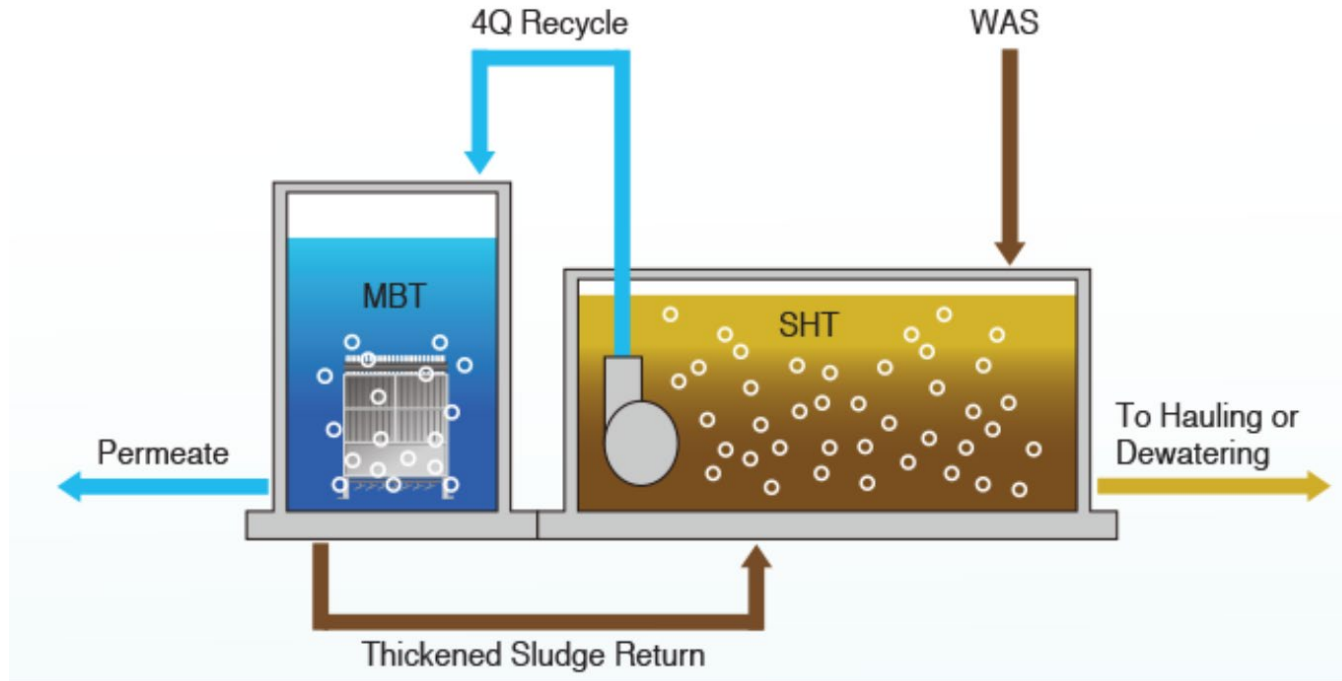 4Q Recycle
WAS
MBT
SHT
Permeate
To Hauling or
Dewatering
Thickened Sludge Return